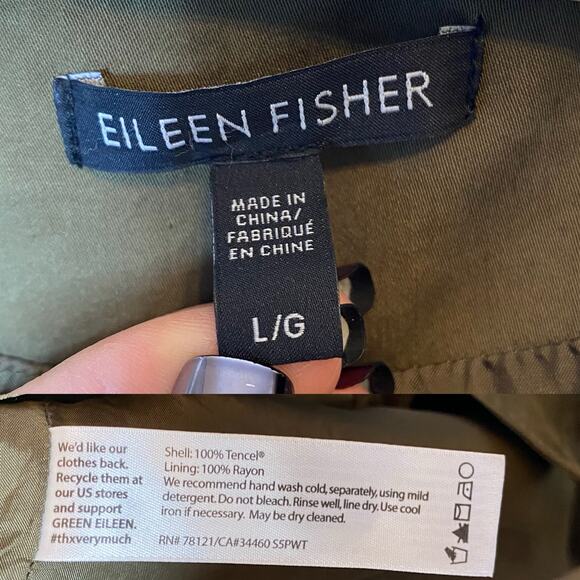 EILEEN FISHER
MADE IN
CHINA/
FABRIQUÉ
EN CHINE
L/G
We'd like our
clothes back.
Recycle them at
our US stores
and support
GREEN EILEEN.
#thxverymuch
Shell: 100% Tencel®
Lining: 100% Rayon
We recommend hand wash cold, separately, using mild
detergent. Do not bleach. Rinse well, line dry. Use cool
iron if necessary. May be dry cleaned.
RN# 78121/CA#34460 S5PWT